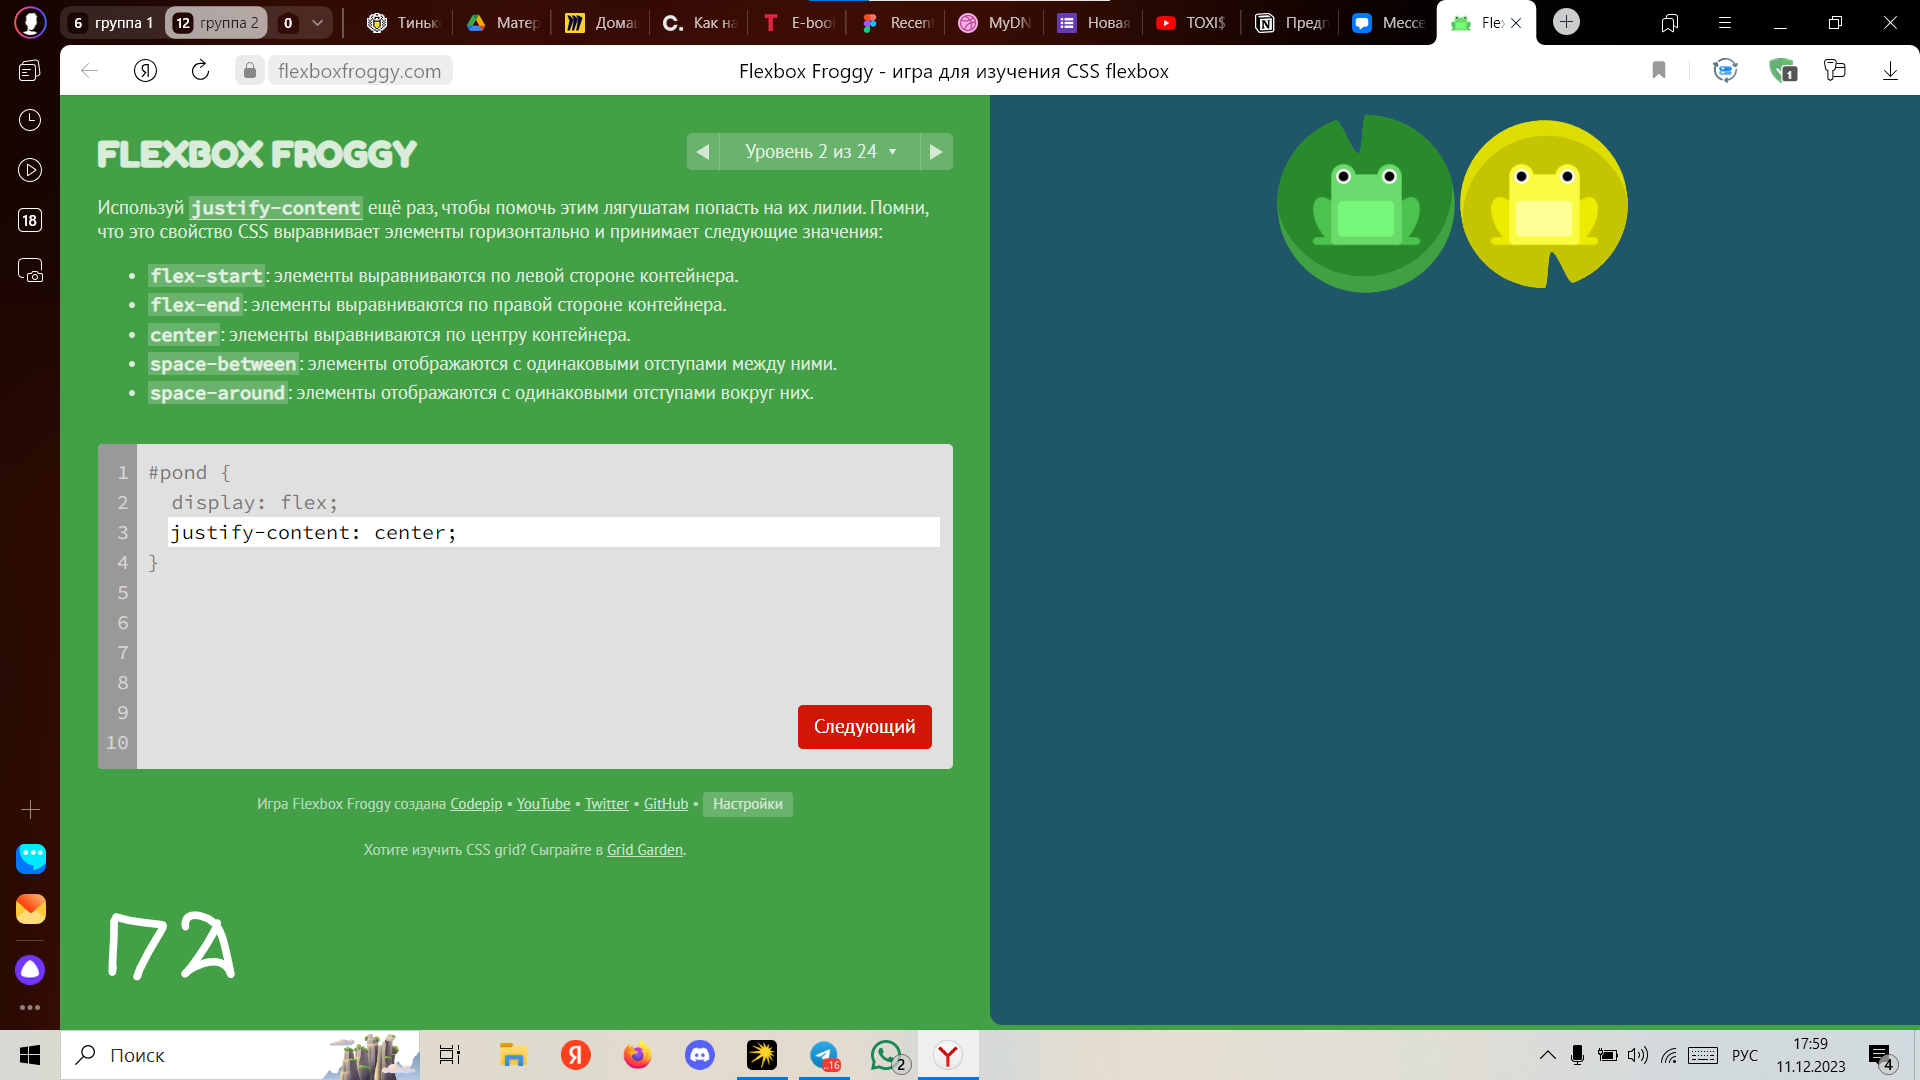 6 группа 1 12 группа 2 0 Тинь Матер Дома Как на E-bool Recen MyDN Новая TOXI$ Предп Мессе Fle
flexboxfroggy.com Flexbox Froggy - игра для изучения CSS flexbox 1
18
FLEXBOX FROGGY
Уровень 2 из 24
Используй justify-content ещё раз, чтобы помочь этим лягушатам попасть на их лилии. Помни,
что это свойство CSS выравнивает элементы горизонтально и принимает следующие значения:
• flex-start: элементы выравниваются по левой стороне контейнера.
• flex-end: элементы выравниваются по правой стороне контейнера.
• center: элементы выравниваются по центру контейнера.
• space-between: элементы отображаются с одинаковыми отступами между ними.
• space-around: элементы отображаются с одинаковыми отступами вокруг них.
1 #pond {
2 display: flex;
3 justify-content: center;
4 }
5
6
7
8
9
10
Следующий
Игра Flexbox Froggy создана Codepip • YouTube • Twitter • GitHub • Настройки
Хотите изучить CSS grid? Сыграйте в Grid Garden.
ПА
Поиск
..16
2
РУС
17:59
11.12.2023
4